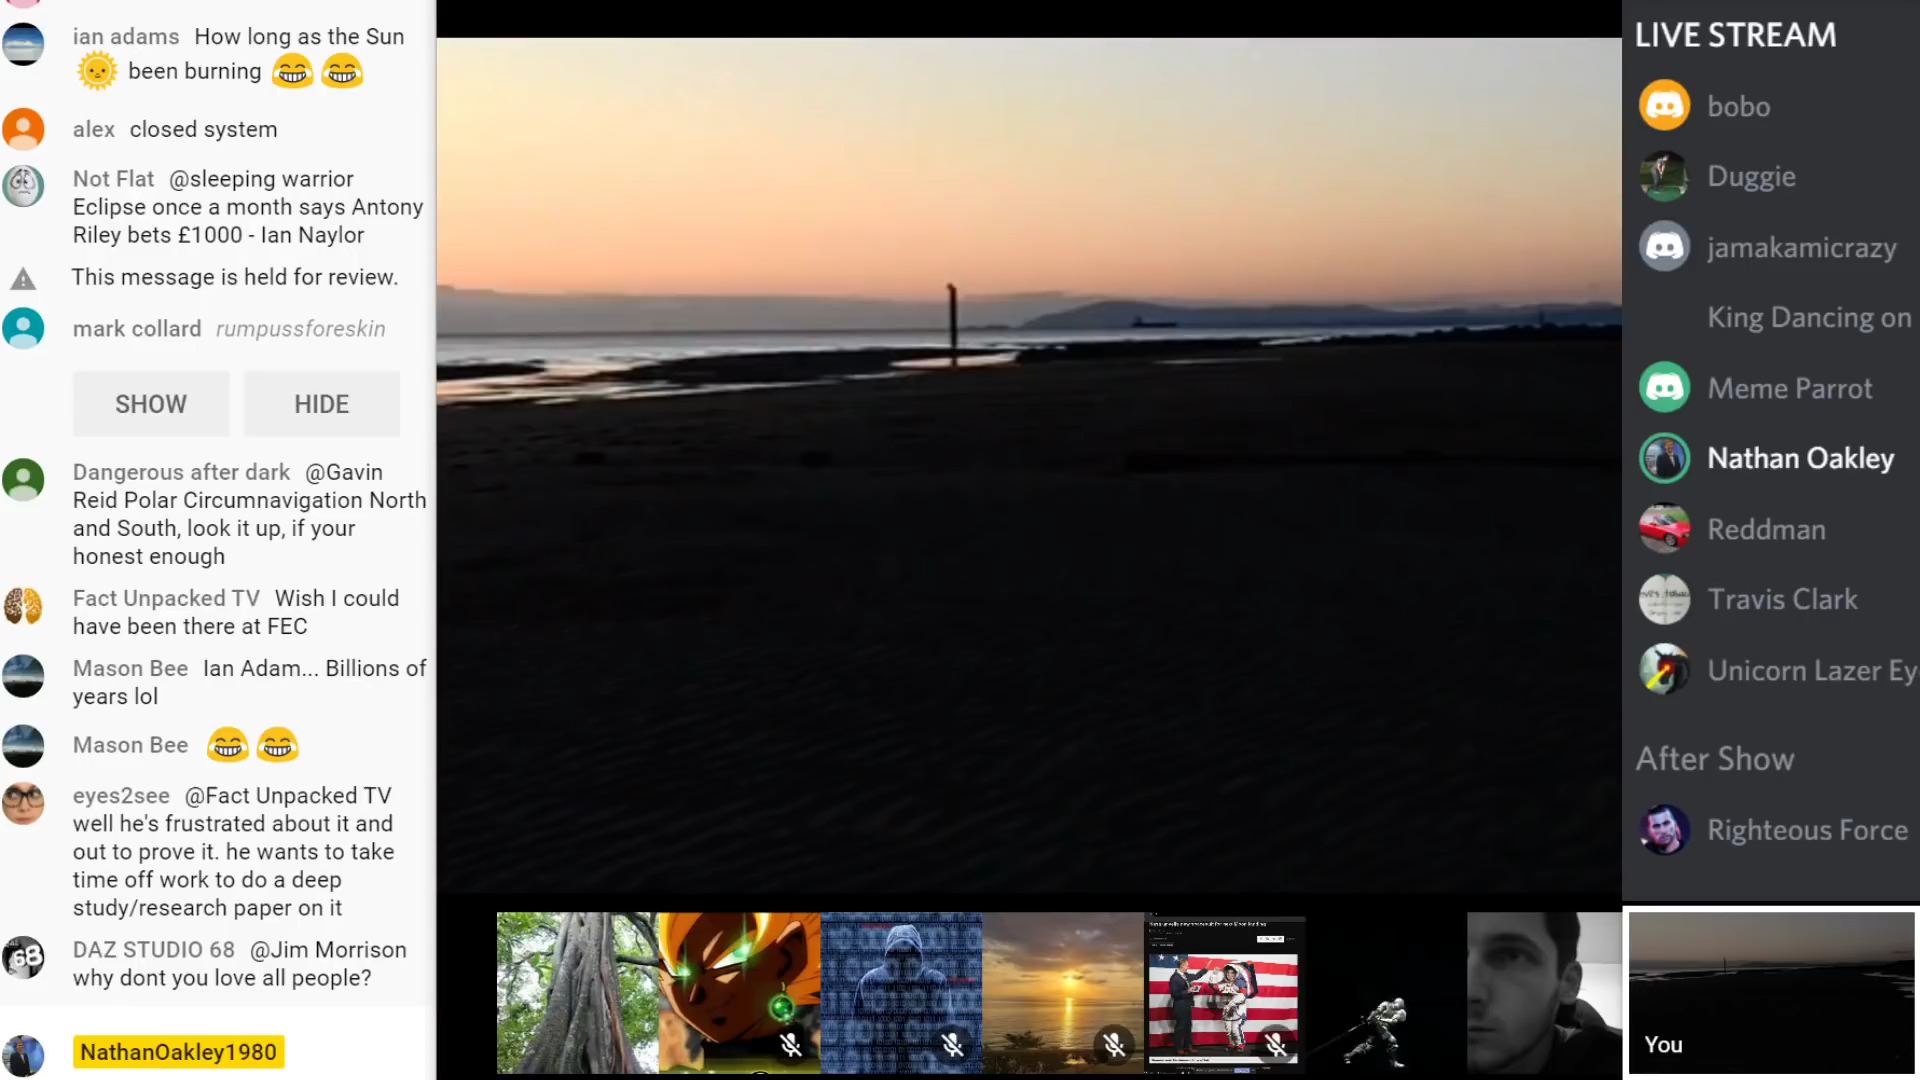 ian adams How long as the Sun
been burning
alex closed system
Not Flat @sleeping warrior
Eclipse once a month says Antony
Riley bets £1000 - Ian Naylor
This message is held for review.
mark collard rumpussforeskin
SHOW HIDE
Dangerous after dark @Gavin
Reid Polar Circumnavigation North
and South, look it up, if your
honest enough
Fact Unpacked TV Wish I could
have been there at FEC
Mason Bee Ian Adam... Billions of
years lol
Mason Bee
eyes2see @Fact Unpacked TV
well he's frustrated about it and
out to prove it. he wants to take
time off work to do a deep
study/research paper on it
DAZ STUDIO 68 @Jim Morrison
why dont you love all people?
NathanOakley1980
LIVE STREAM
bobo
Duggie
jamakamicrazy
King Dancing on
Meme Parrot
Nathan Oakley
Reddman
Travis Clark
Unicorn Lazer Ey
After Show
Righteous Force
You
68